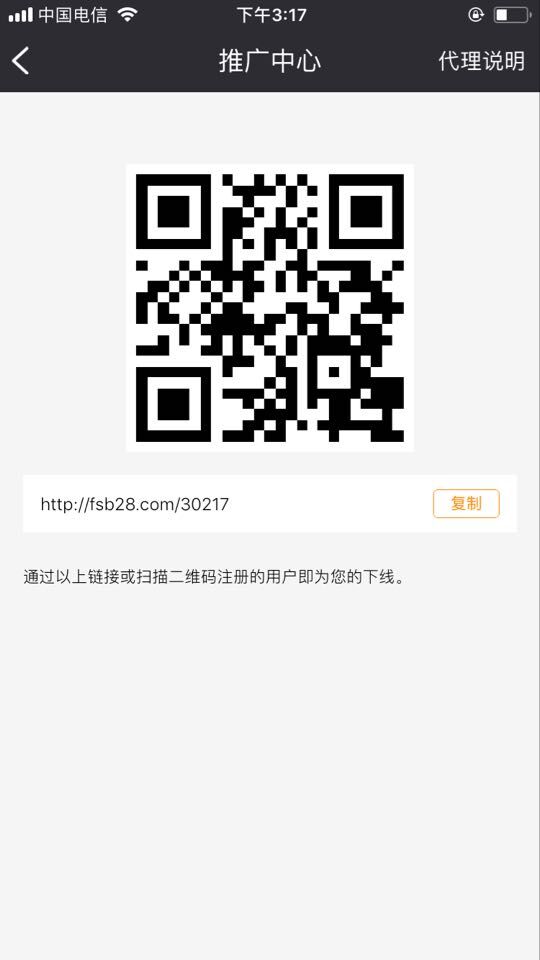 中国电信 下午3:17
推广中心 代理说明
http://fsb28.com/30217 复制
通过以上链接或扫描二维码注册的用户即为您的下线。